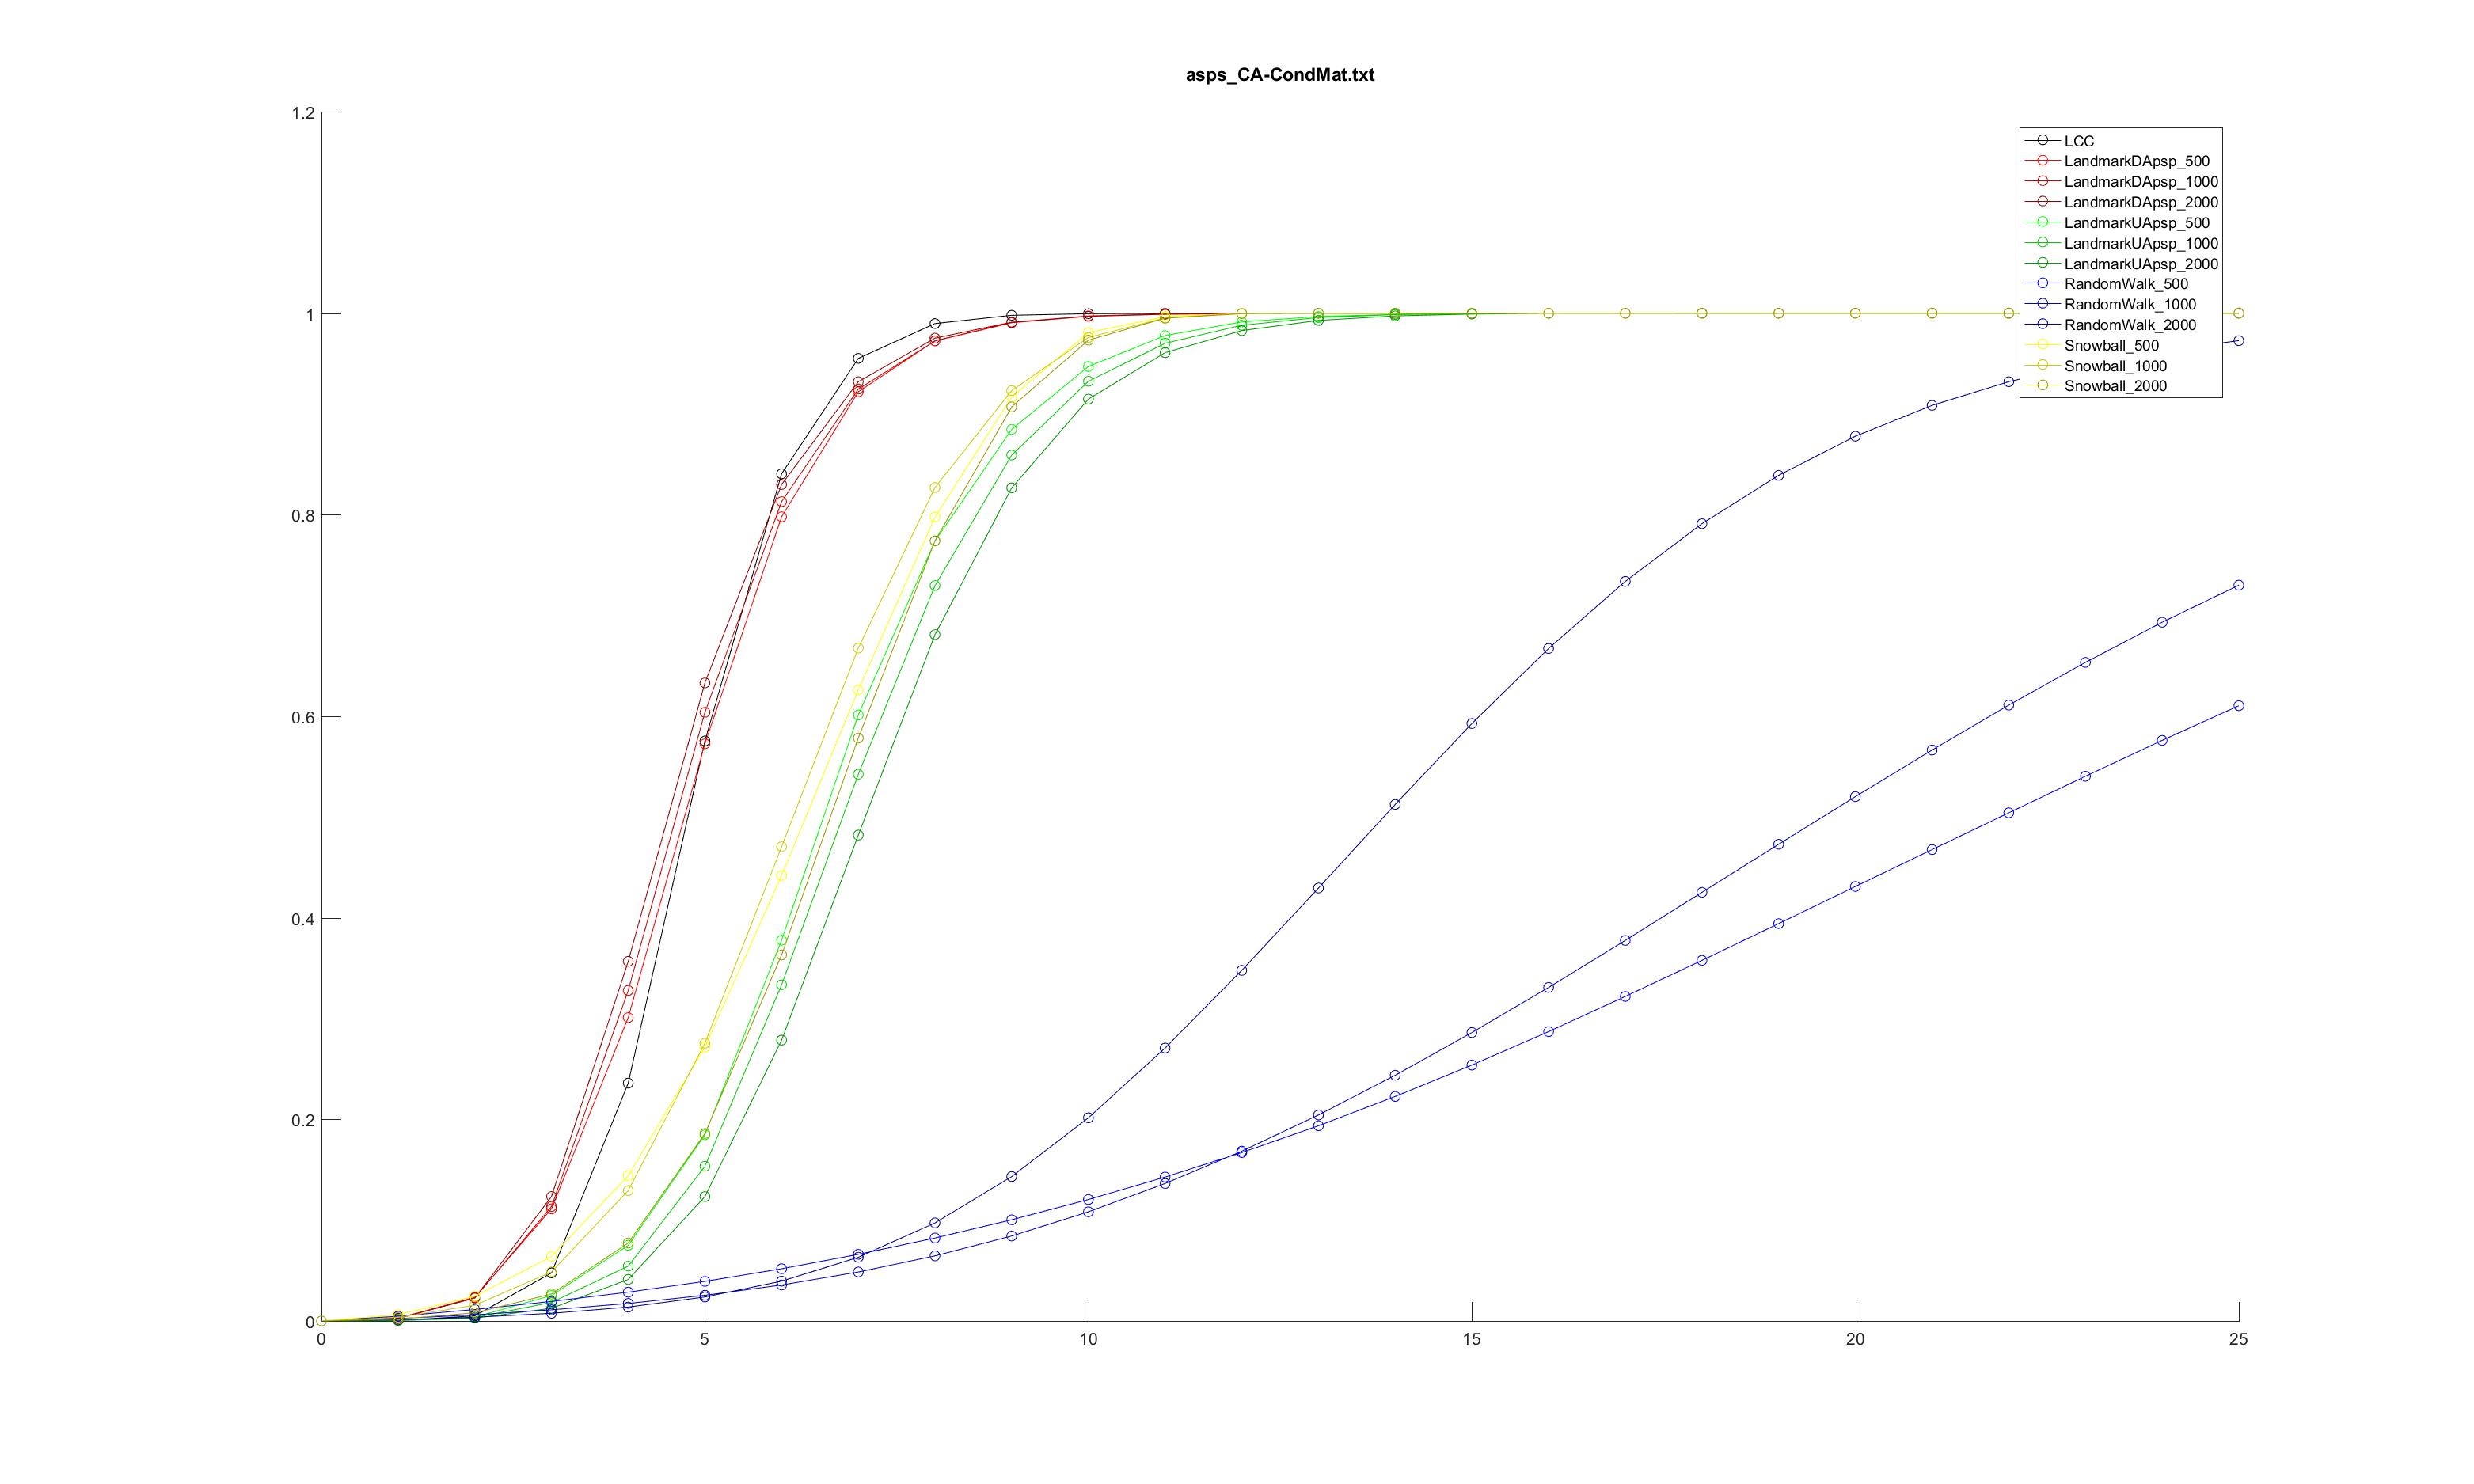 asps_CA-CondMat.txt
1.2
LCC
LandmarkDApsp_500
LandmarkDApsp_1000
LandmarkDApsp_2000
LandmarkUApsp_500
LandmarkUApsp_1000
LandmarkUApsp_2000
RandomWalk_500
RandomWalk_1000
RandomWalk_2000
Snowball_500
Snowball_1000
Snowball_2000
1
0.8
0.6
0.4
0.2
0
0 5 10 15 20 25